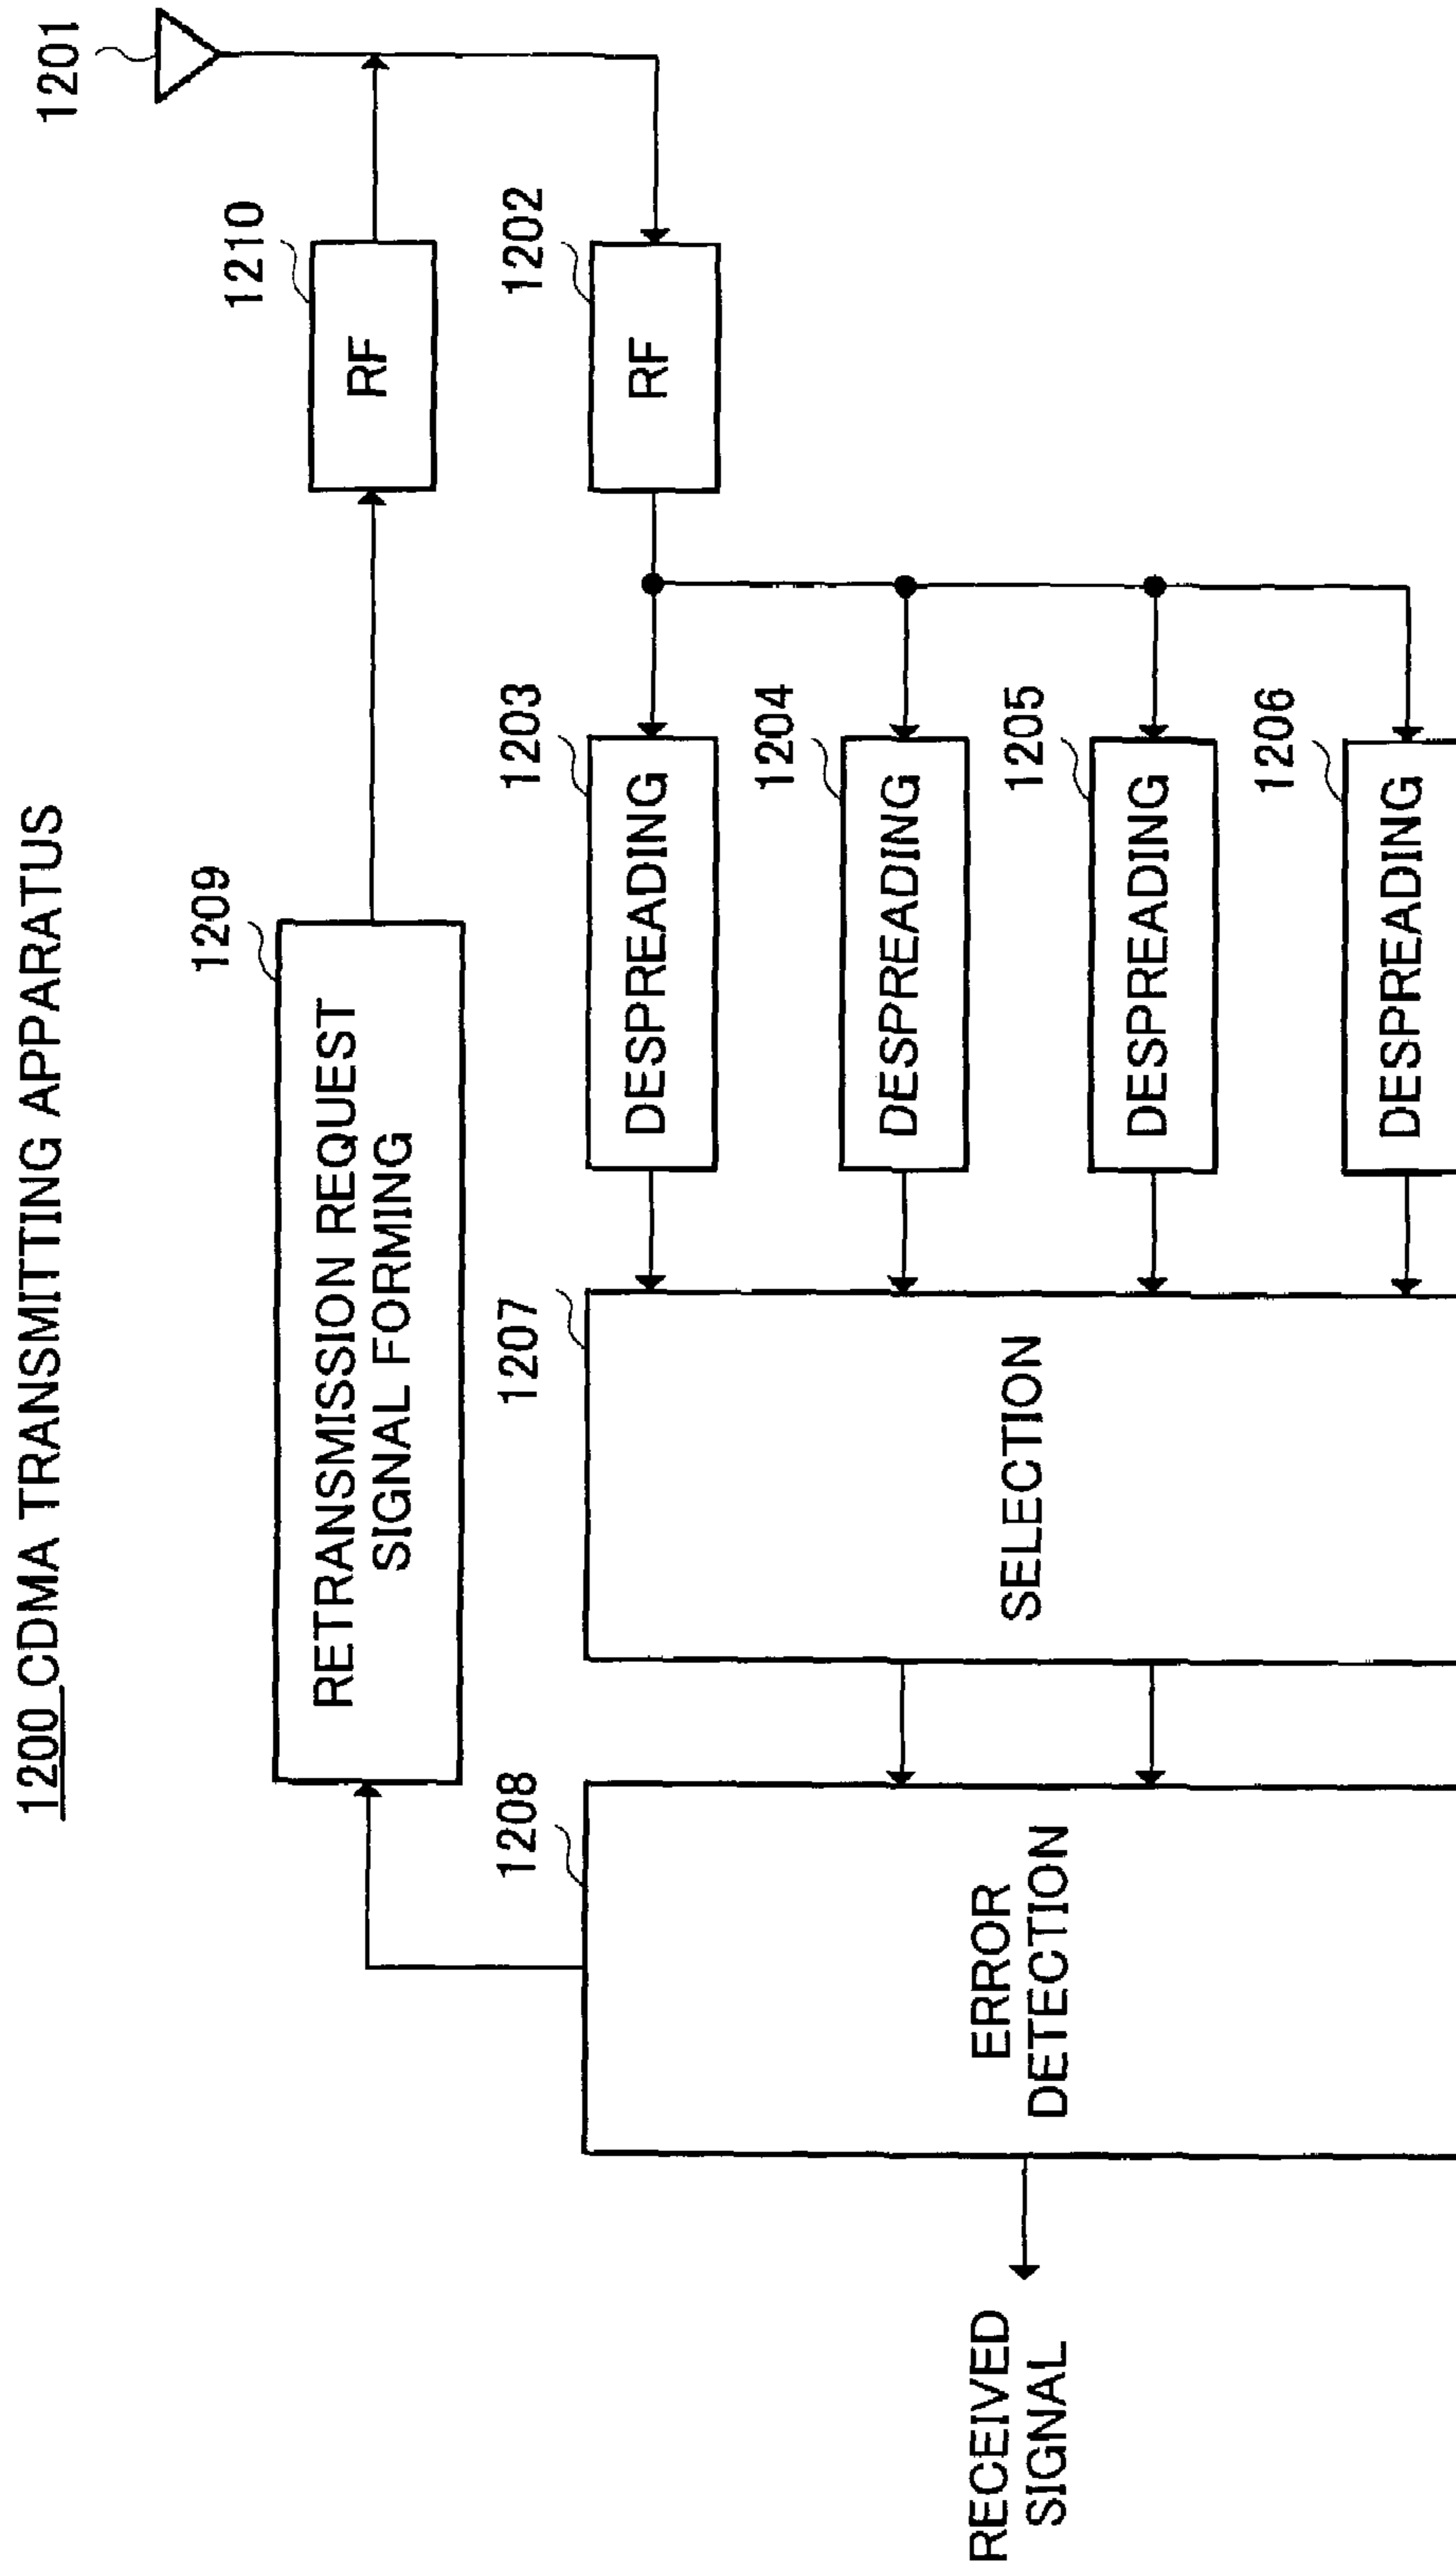 1200 CDMA TRANSMITTING APPARATUS
1201
1210
RF
1209
RETRANSMISSION REQUEST
SIGNAL FORMING
1202
RF
1203
DESPREADING
1204
DESPREADING
1205
DESPREADING
1206
DESPREADING
1207
SELECTION
1208
ERROR
DETECTION
RECEIVED
SIGNAL